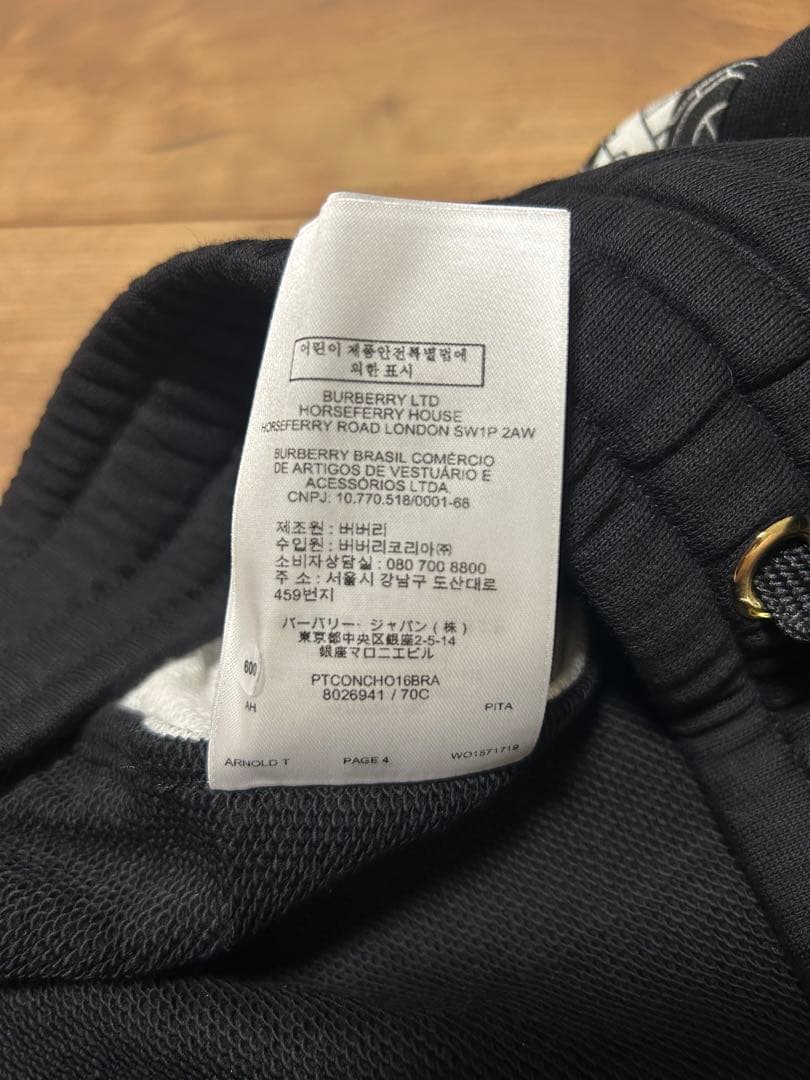 어린이 제품안전특별법에
의한 표시
BURBERRY LTD
HORSEFERRY HOUSE
HORSEFERRY ROAD LONDON SW1P 2AW
BURBERRY BRASIL COMÉRCIO
DE ARTIGOS DE VESTUÁRIO E
ACESSÓRIOS LTDA
CNPJ: 10.770.518/0001-68
제조원 : 버버리
수입원 : 버버리코리아㈜
소비자상담실 : 080 700 8800
주 소 : 서울시 강남구 도산대로
459번지
バーバリー・ジャパン(株)
東京都中央区銀座2-5-14
銀座マロニエビル
600
PTCONCHO16BRA
8026941 / 70C
AH
PITA
ARNOLD T PAGE 4 WO1571719